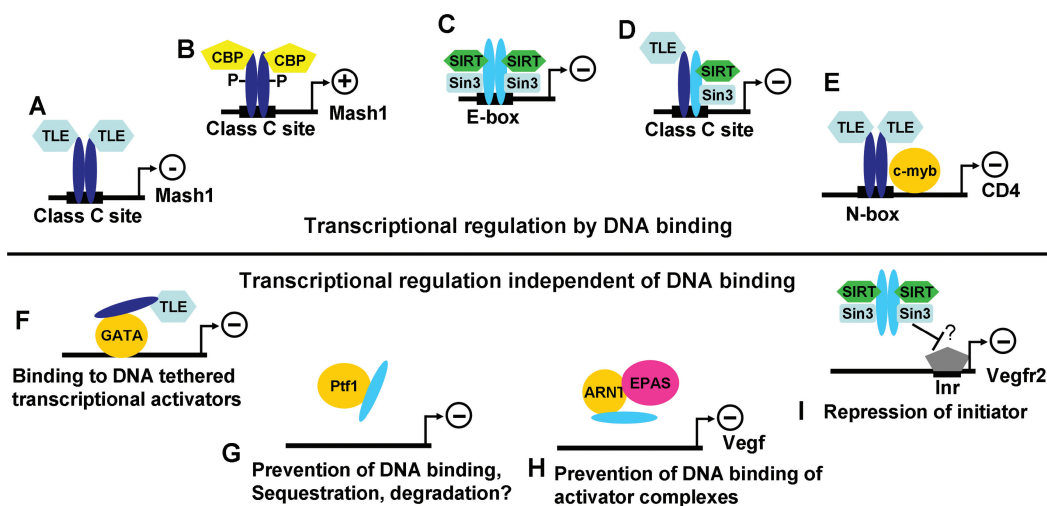 A
TLE TLE
-
Mash1
Class C site
B
CBP CBP
P P
+
Mash1
Class C site
C
SIRT SIRT
Sin3 Sin3
−
E-box
D
TLE
SIRT
Sin3
−
Class C site
E
TLE TLE
c-myb
−
CD4
N-box
Transcriptional regulation by DNA binding
Transcriptional regulation independent of DNA binding
F
TLE
GATA
−
Binding to DNA tethered
transcriptional activators
Ptf1
−
G
Prevention of DNA binding,
Sequestration, degradation?
ARNT EPAS
−
Vegf
H
Prevention of DNA binding of
activator complexes
SIRT SIRT
Sin3 Sin3
?
−
Inr
Vegfr2
I
Repression of initiator